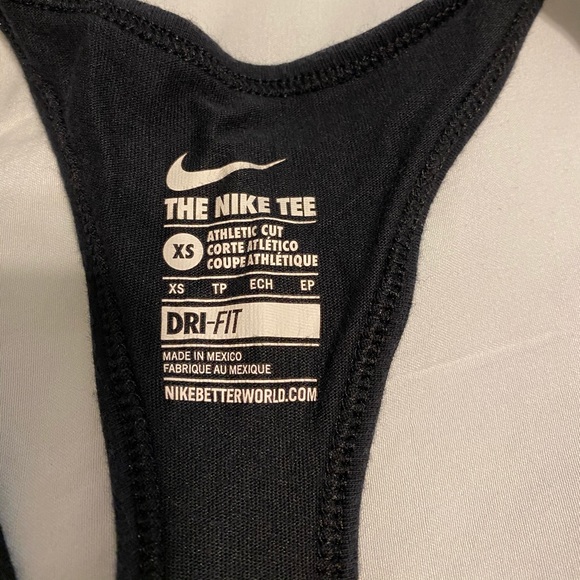 THE NIKE TEE
XS
ATHLETIC CUT
CORTE ATLÉTICO
COUPE ATHLÉTIQUE
XS TP ECH EP
DRI-FIT
MADE IN MEXICO
FABRIQUE AU MEXIQUE
NIKEBETTERWORLD.COM